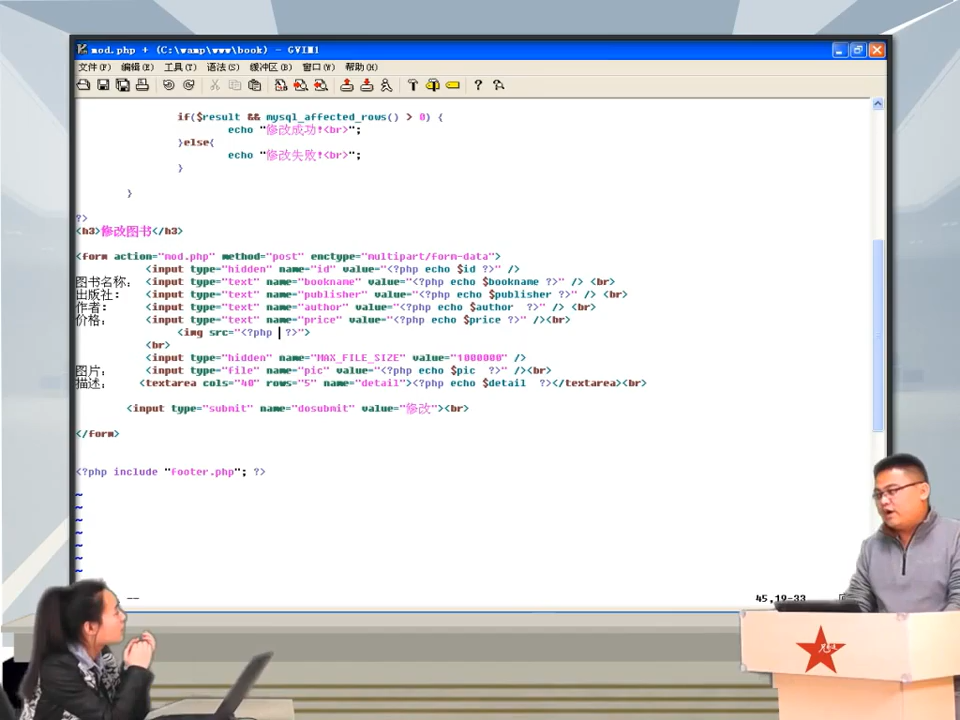 mod.php + (C:\wamp\www\book) - GVIM1
文件(F) 编辑(E) 工具(T) 语法(S) 缓冲区(B) 窗口(W) 帮助(H)
if($result && mysql_affected_rows() > 0) {
echo "修改成功!<br>";
}else{
echo "修改失败!<br>";
}
}
?>
<h3>修改图书</h3>
<form action="mod.php" method="post" enctype="multipart/form-data">
<input type="hidden" name="id" value="<?php echo $id ?>" />
图书名称: <input type="text" name="bookname" value="<?php echo $bookname ?>" /> <br>
出版社: <input type="text" name="publisher" value="<?php echo $publisher ?>" /> <br>
作者: <input type="text" name="author" value="<?php echo $author  ?>" /> <br>
价格: <input type="text" name="price" value="<?php echo $price ?>" /><br>
<img src="<?php  ?>">
<br>
<input type="hidden" name="MAX_FILE_SIZE" value="1000000" />
图片: <input type="file" name="pic" value="<?php echo $pic  ?>" /><br>
描述: <textarea cols="40" rows="5" name="detail"><?php echo $detail  ?></textarea><br>
<input type="submit" name="dosubmit" value="修改"><br>
</form>
<?php include "footer.php"; ?>
~
~
~
~
~
~
~
-- 45,19-33